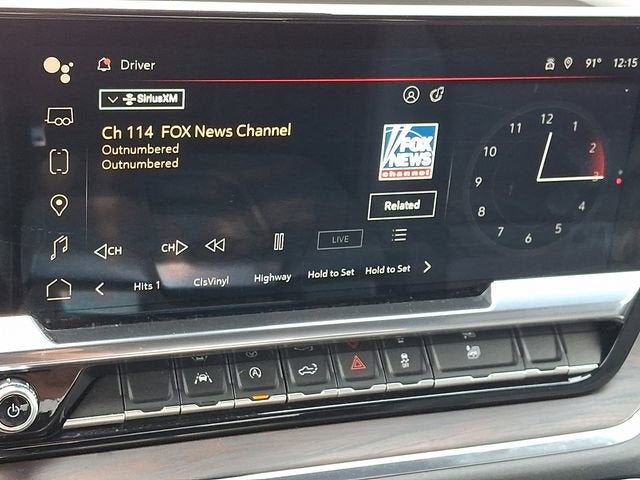 Driver
91° 12:15
SiriusXM
Ch 114 FOX News Channel
Outnumbered
Outnumbered
FOX
NEWS
channel
Related
12
1
2
3
4
5
6
7
8
9
10
11
CH CH LIVE
Hits 1 ClsVinyl Highway Hold to Set Hold to Set
A